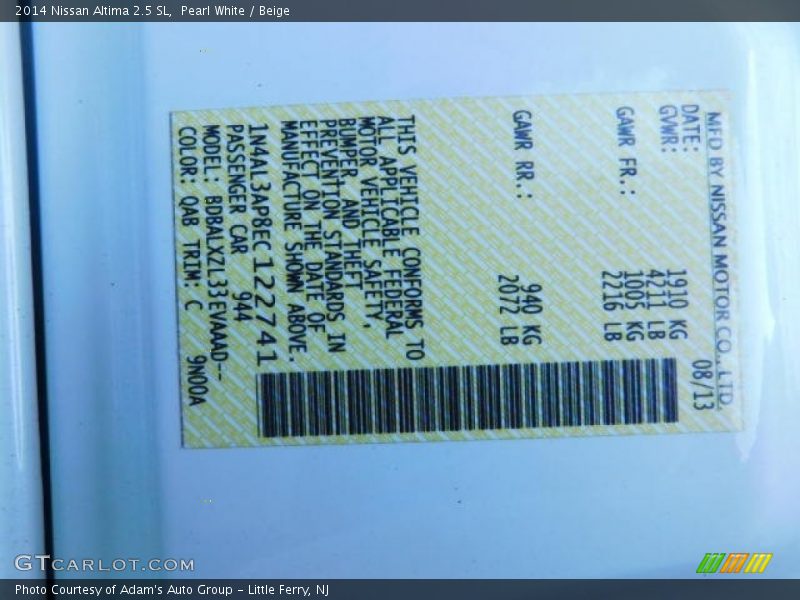 2014 Nissan Altima 2.5 SL,  Pearl White / Beige
MFD BY NISSAN MOTOR CO., LTD.
DATE: 08/13
GVWR: 1910 KG
4211 LB
GAWR FR.: 1005 KG
2216 LB
GAWR RR.: 940 KG
2072 LB
THIS VEHICLE CONFORMS TO
ALL APPLICABLE FEDERAL
MOTOR VEHICLE SAFETY,
BUMPER, AND THEFT
PREVENTION STANDARDS IN
EFFECT ON THE DATE OF
MANUFACTURE SHOWN ABOVE.
1N4AL3AP8EC122741
PASSENGER CAR 944
MODEL: BDBALXZL33EVAAAD--
COLOR: QAB TRIM: C 9N00A
GTCARLOT.COM
Photo Courtesy of Adam's Auto Group - Little Ferry, NJ